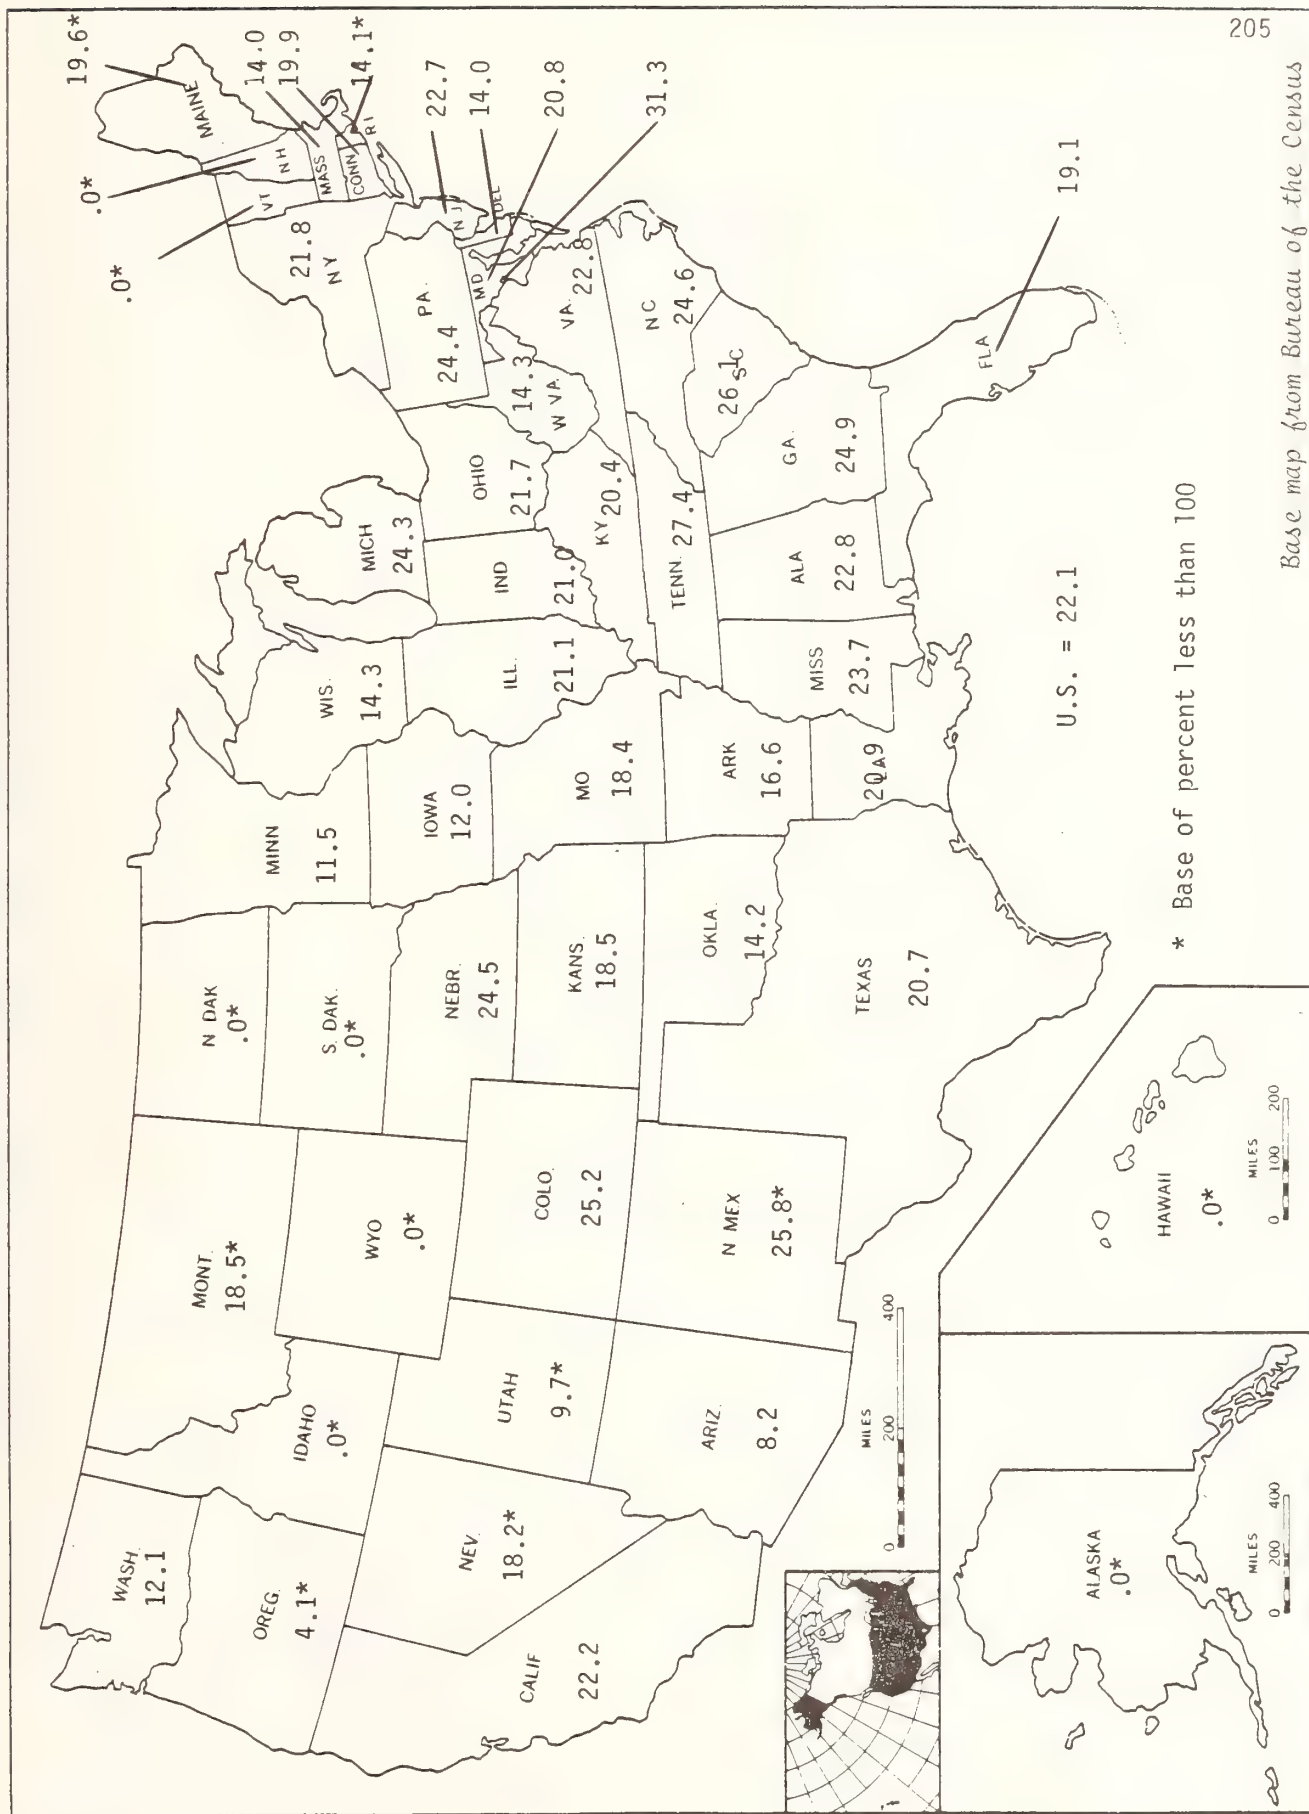 205
WASH.
12.1
OREG.
4.1*
CALIF
22.2
NEV.
18.2*
IDAHO
.0*
MONT.
18.5*
WYO
.0*
UTAH
9.7*
ARIZ.
8.2
COLO.
25.2
N MEX
25.8*
N DAK
.0*
S. DAK.
.0*
NEBR.
24.5
KANS.
18.5
OKLA.
14.2
TEXAS
20.7
MINN
11.5
IOWA
12.0
MO
18.4
ARK
16.6
LA
20.9
WIS.
14.3
ILL.
21.1
MICH
24.3
IND
21.0
OHIO
21.7
KY
20.4
TENN.
27.4
MISS
23.7
ALA
22.8
GA.
24.9
FLA
19.1
S C
26.1
N C
24.6
VA.
22.8
W VA.
14.3
PA.
24.4
21.8
N Y
VT
.0*
N H
.0*
MAINE
19.6*
MASS
14.0
CONN
19.9
R I
14.1*
N J
22.7
DEL
14.0
MD
20.8
31.3
U.S. = 22.1
* Base of percent less than 100
MILES
0 200 400
ALASKA
.0*
MILES
0 200 400
HAWAII
.0*
MILES
0 100 200
Base map from Bureau of the Census